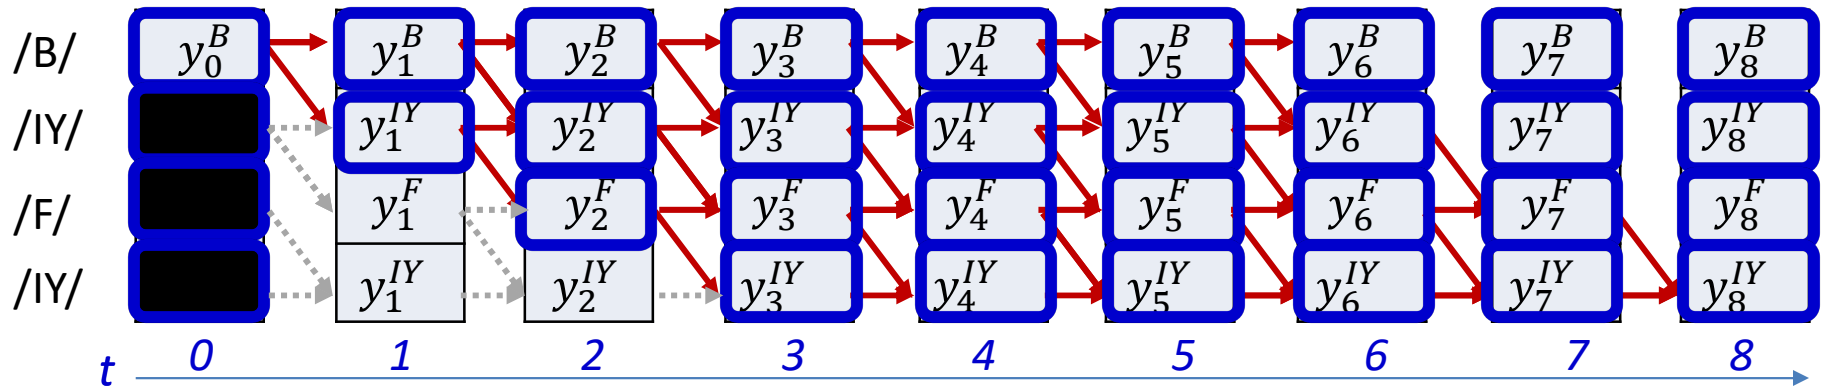 /B/ y_0^B y_1^B y_2^B y_3^B y_4^B y_5^B y_6^B y_7^B y_8^B
/IY/ y_1^{IY} y_2^{IY} y_3^{IY} y_4^{IY} y_5^{IY} y_6^{IY} y_7^{IY} y_8^{IY}
/F/ y_1^F y_2^F y_3^F y_4^F y_5^F y_6^F y_7^F y_8^F
/IY/ y_1^{IY} y_2^{IY} y_3^{IY} y_4^{IY} y_5^{IY} y_6^{IY} y_7^{IY} y_8^{IY}
0 1 2 3 4 5 6 7 8
t